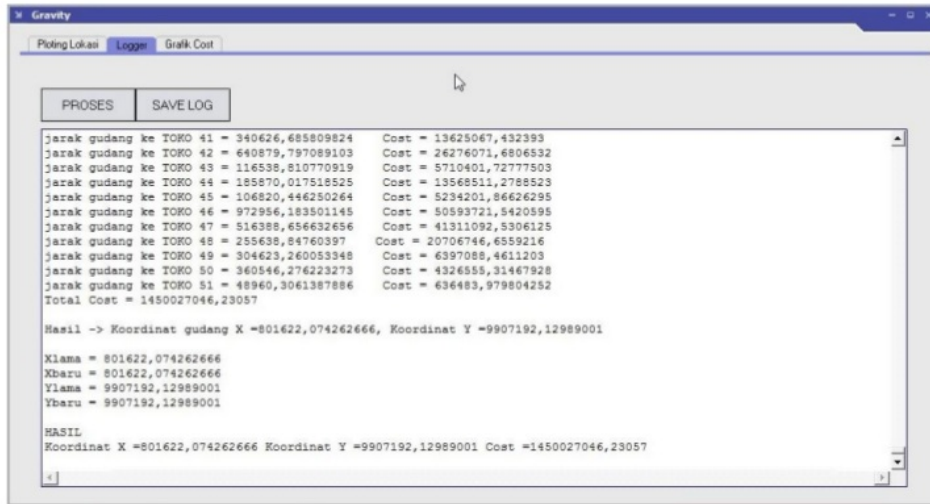 Gravity
Ploting Lokasi Logger Grafik Cost
PROSES SAVE LOG
jarak gudang ke TOKO 41 = 340626,685809824 Cost = 13625067,432393
jarak gudang ke TOKO 42 = 640879,797089103 Cost = 26276071,6806532
jarak gudang ke TOKO 43 = 116538,810770919 Cost = 5710401,72777503
jarak gudang ke TOKO 44 = 185870,017518525 Cost = 13568511,2788523
jarak gudang ke TOKO 45 = 106820,446250264 Cost = 5234201,86626295
jarak gudang ke TOKO 46 = 972956,183501145 Cost = 50593721,5420595
jarak gudang ke TOKO 47 = 516388,656632656 Cost = 41311092,5306125
jarak gudang ke TOKO 48 = 255638,84760397 Cost = 20706746,6559216
jarak gudang ke TOKO 49 = 304623,260053348 Cost = 6397088,4611203
jarak gudang ke TOKO 50 = 360546,276223273 Cost = 4326555,31467928
jarak gudang ke TOKO 51 = 48960,3061387886 Cost = 636483,979804252
Total Cost = 1450027046,23057
Hasil -> Koordinat gudang X =801622,074262666, Koordinat Y =9907192,12989001
Xlama = 801622,074262666
Xbaru = 801622,074262666
Ylama = 9907192,12989001
Ybaru = 9907192,12989001
HASIL
Koordinat X =801622,074262666 Koordinat Y =9907192,12989001 Cost =1450027046,23057